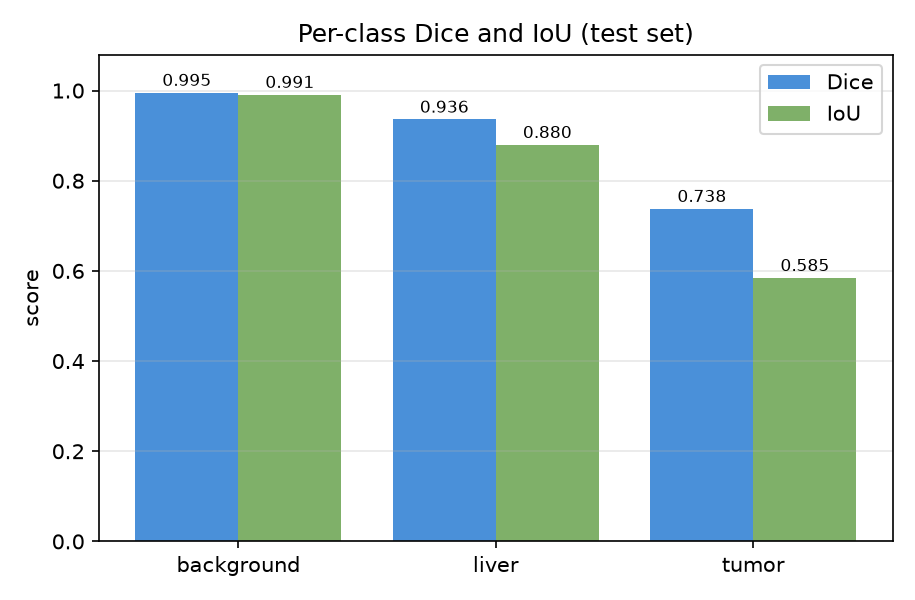 Per-class Dice and IoU (test set)
Dice
IoU
0.995
0.991
0.936
0.880
0.738
0.585
score
1.0
0.8
0.6
0.4
0.2
0.0
background
liver
tumor